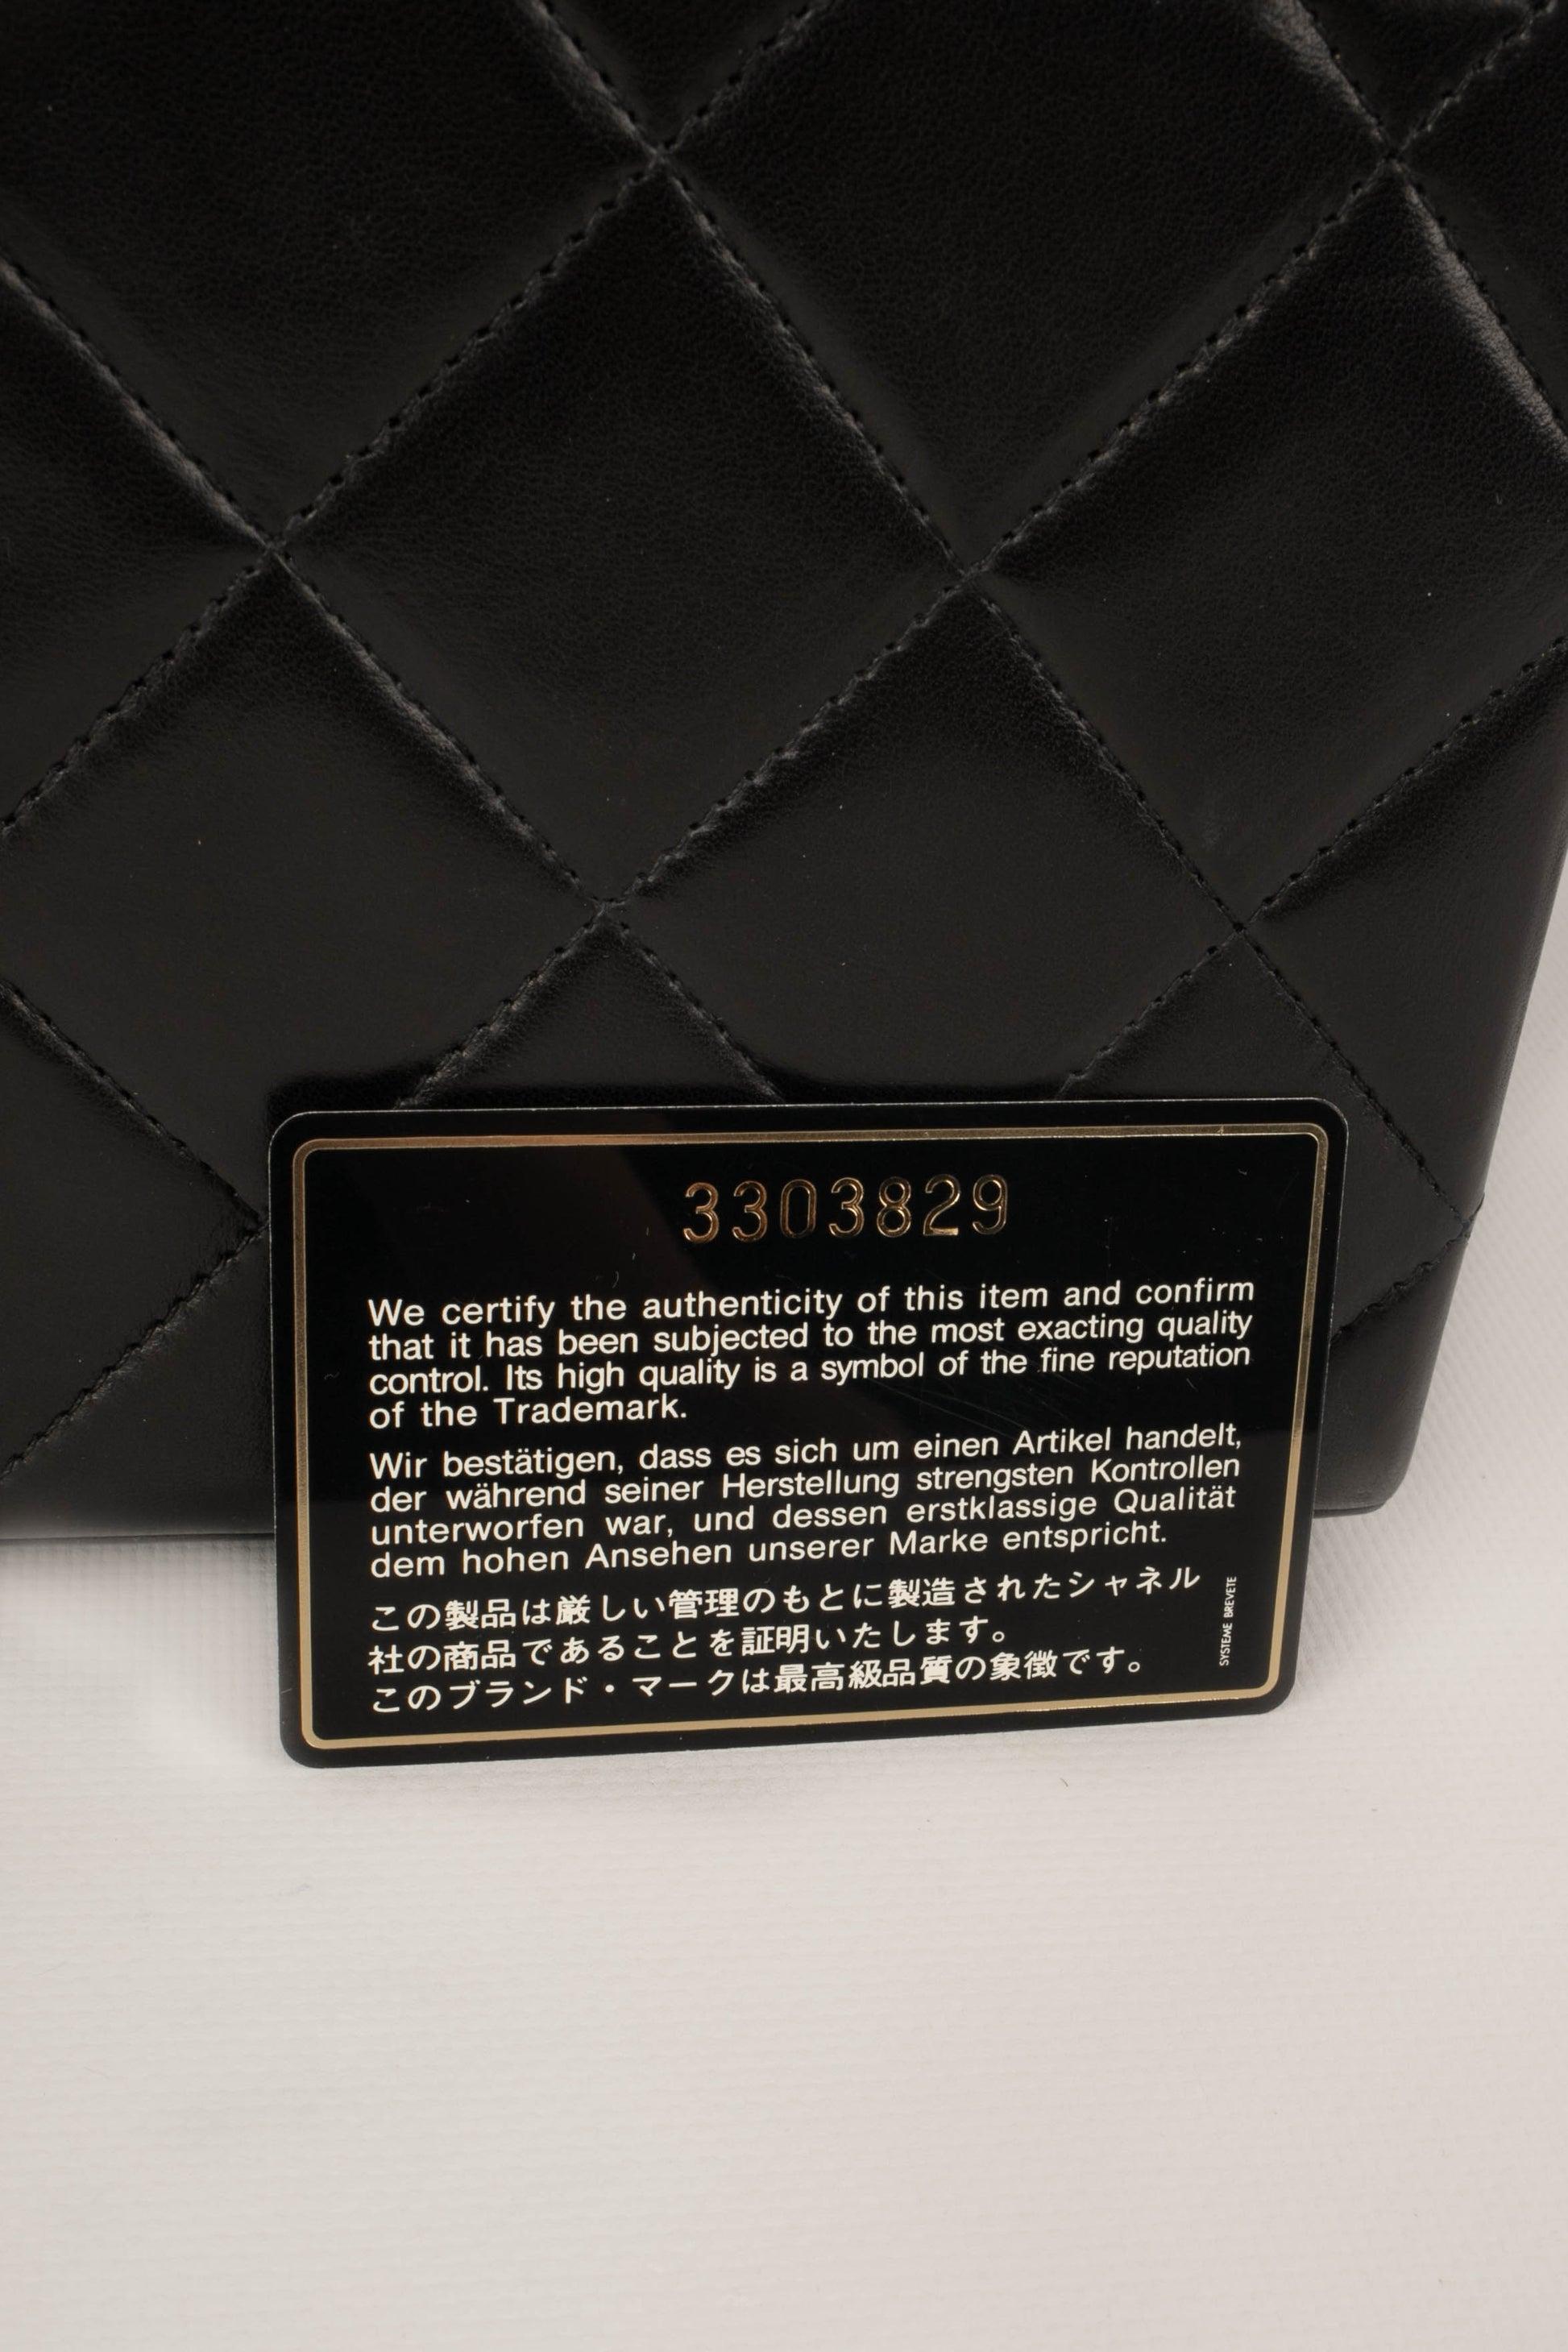 3303829
We certify the authenticity of this item and confirm
that it has been subjected to the most exacting quality
control. Its high quality is a symbol of the fine reputation
of the Trademark.
Wir bestätigen, dass es sich um einen Artikel handelt,
der während seiner Herstellung strengsten Kontrollen
unterworfen war, und dessen erstklassige Qualität
dem hohen Ansehen unserer Marke entspricht.
この製品は厳しい管理のもとに製造されたシャネル
社の商品であることを証明いたします。
このブランド・マークは最高級品質の象徴です。
SYSTEME BREVETE